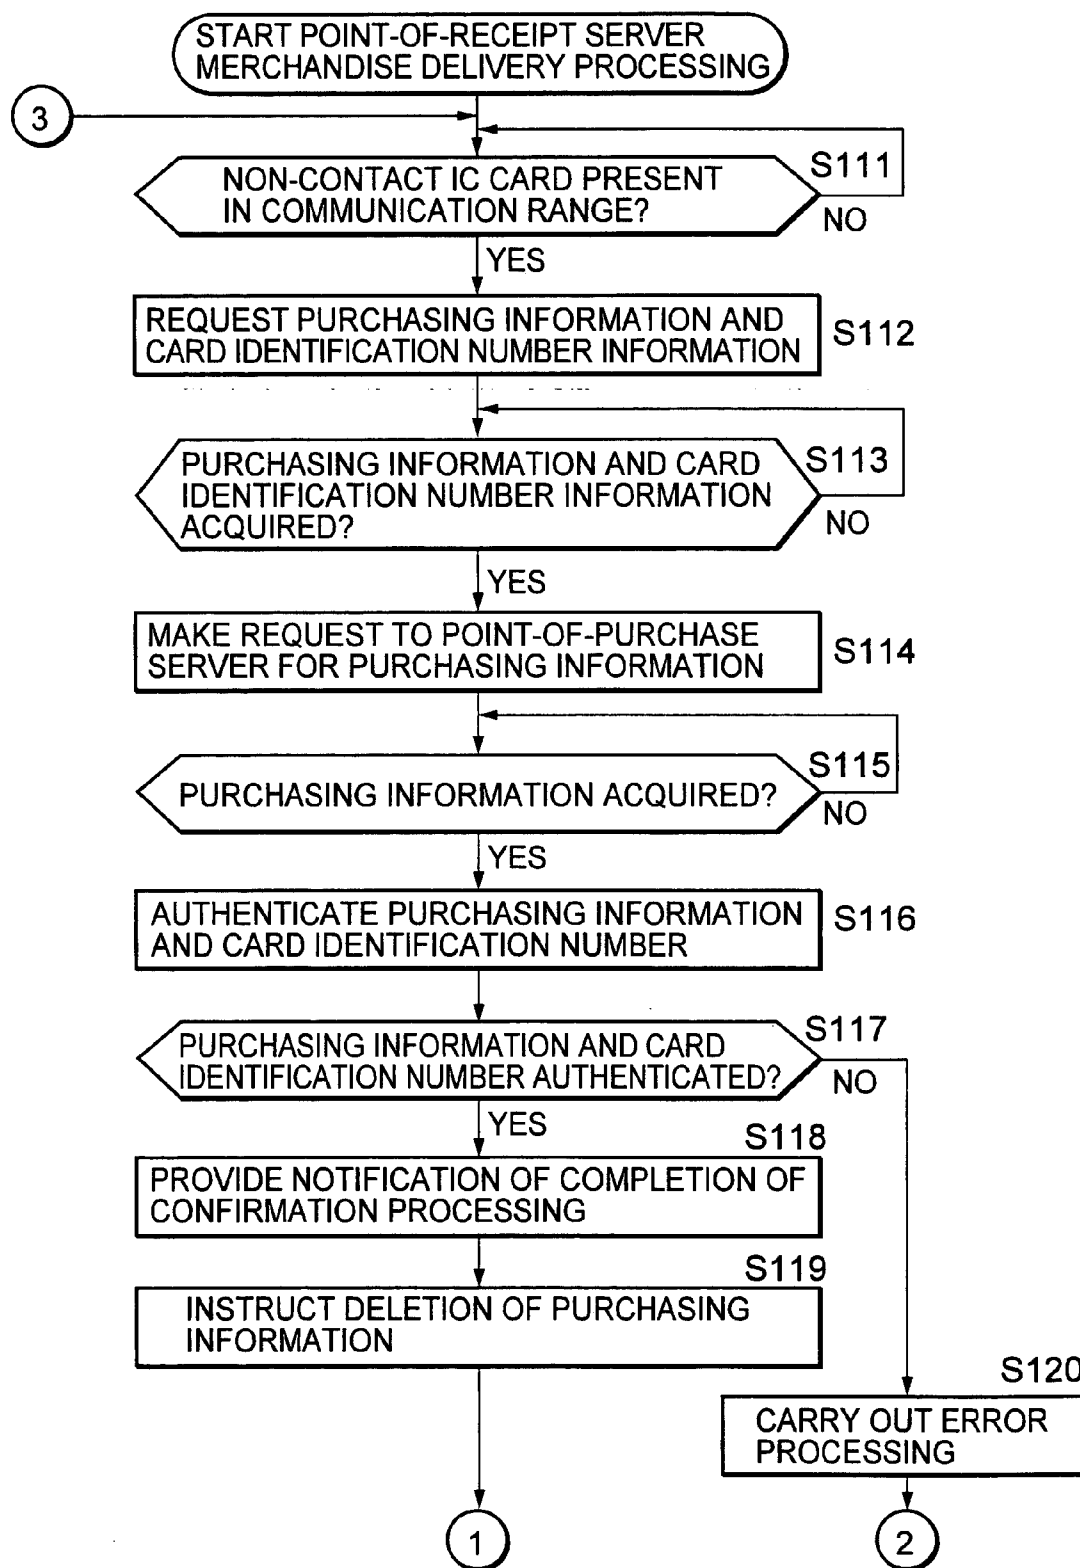 START POINT-OF-RECEIPT SERVER
MERCHANDISE DELIVERY PROCESSING
3
NON-CONTACT IC CARD PRESENT
IN COMMUNICATION RANGE?
S111
NO
YES
REQUEST PURCHASING INFORMATION AND
CARD IDENTIFICATION NUMBER INFORMATION
S112
PURCHASING INFORMATION AND CARD
IDENTIFICATION NUMBER INFORMATION
ACQUIRED?
S113
NO
YES
MAKE REQUEST TO POINT-OF-PURCHASE
SERVER FOR PURCHASING INFORMATION
S114
PURCHASING INFORMATION ACQUIRED?
S115
NO
YES
AUTHENTICATE PURCHASING INFORMATION
AND CARD IDENTIFICATION NUMBER
S116
PURCHASING INFORMATION AND CARD
IDENTIFICATION NUMBER AUTHENTICATED?
S117
NO
YES
S118
PROVIDE NOTIFICATION OF COMPLETION OF
CONFIRMATION PROCESSING
S119
INSTRUCT DELETION OF PURCHASING
INFORMATION
S120
CARRY OUT ERROR
PROCESSING
1
2